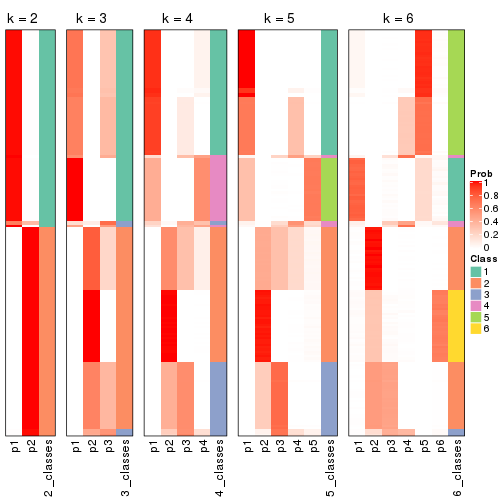 k = 2
k = 3
k = 4
k = 5
k = 6
Prob
1
0.8
0.6
0.4
0.2
0
Class
1
2
3
4
5
6
p1
p2
2_classes
p1
p2
p3
3_classes
p1
p2
p3
p4
4_classes
p1
p2
p3
p4
p5
5_classes
p1
p2
p3
p4
p5
p6
6_classes